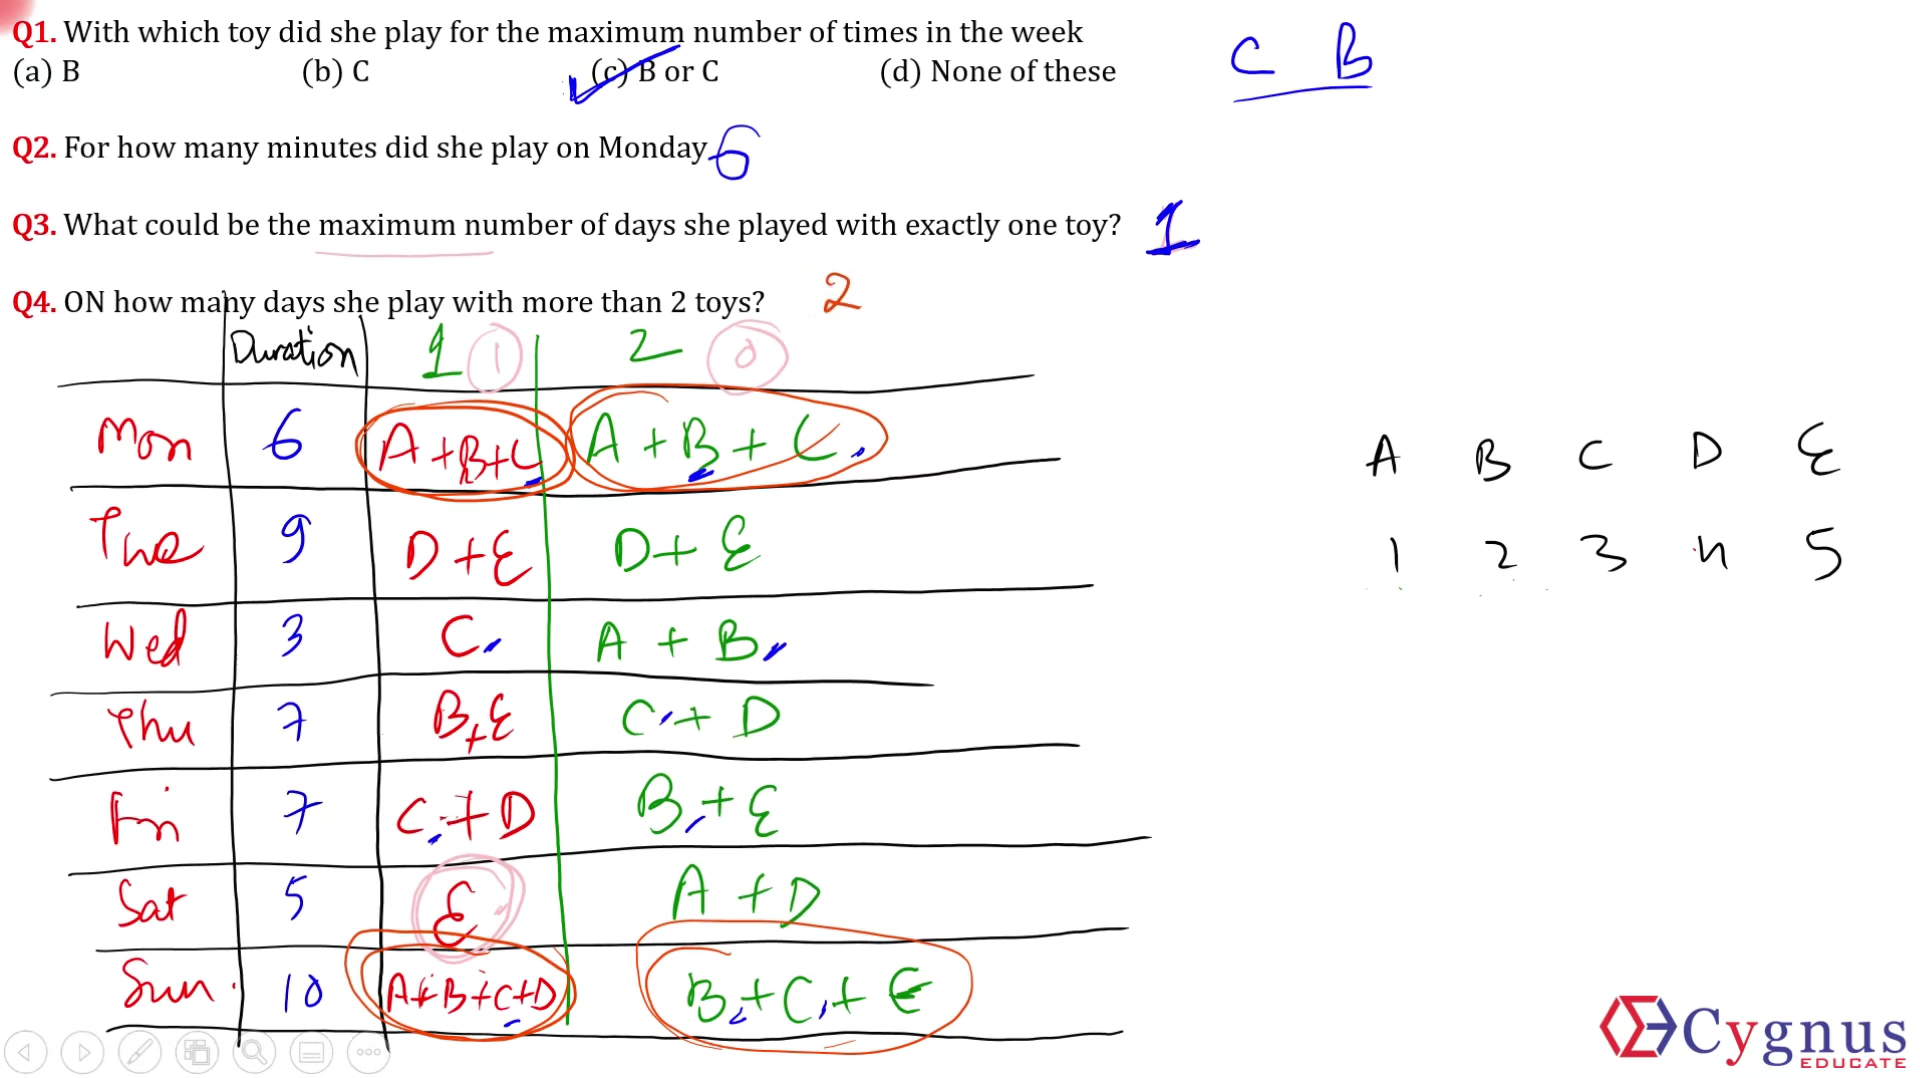 Q1. With which toy did she play for the maximum number of times in the week
(a) B (b) C (c) B or C (d) None of these
C B
Q2. For how many minutes did she play on Monday 6
Q3. What could be the maximum number of days she played with exactly one toy? 1
Q4. ON how many days she play with more than 2 toys? 2
Duration 1 1 2 0
Mon 6 A+B+C A+B+C
Tue 9 D+E D+E
Wed 3 C A+B
Thu 7 B+E C+D
Fri 7 C+D B+E
Sat 5 E A+D
Sun 10 A+B+C+D B+C+E
A B C D E
1 2 3 4 5
Cygnus
EDUCATE